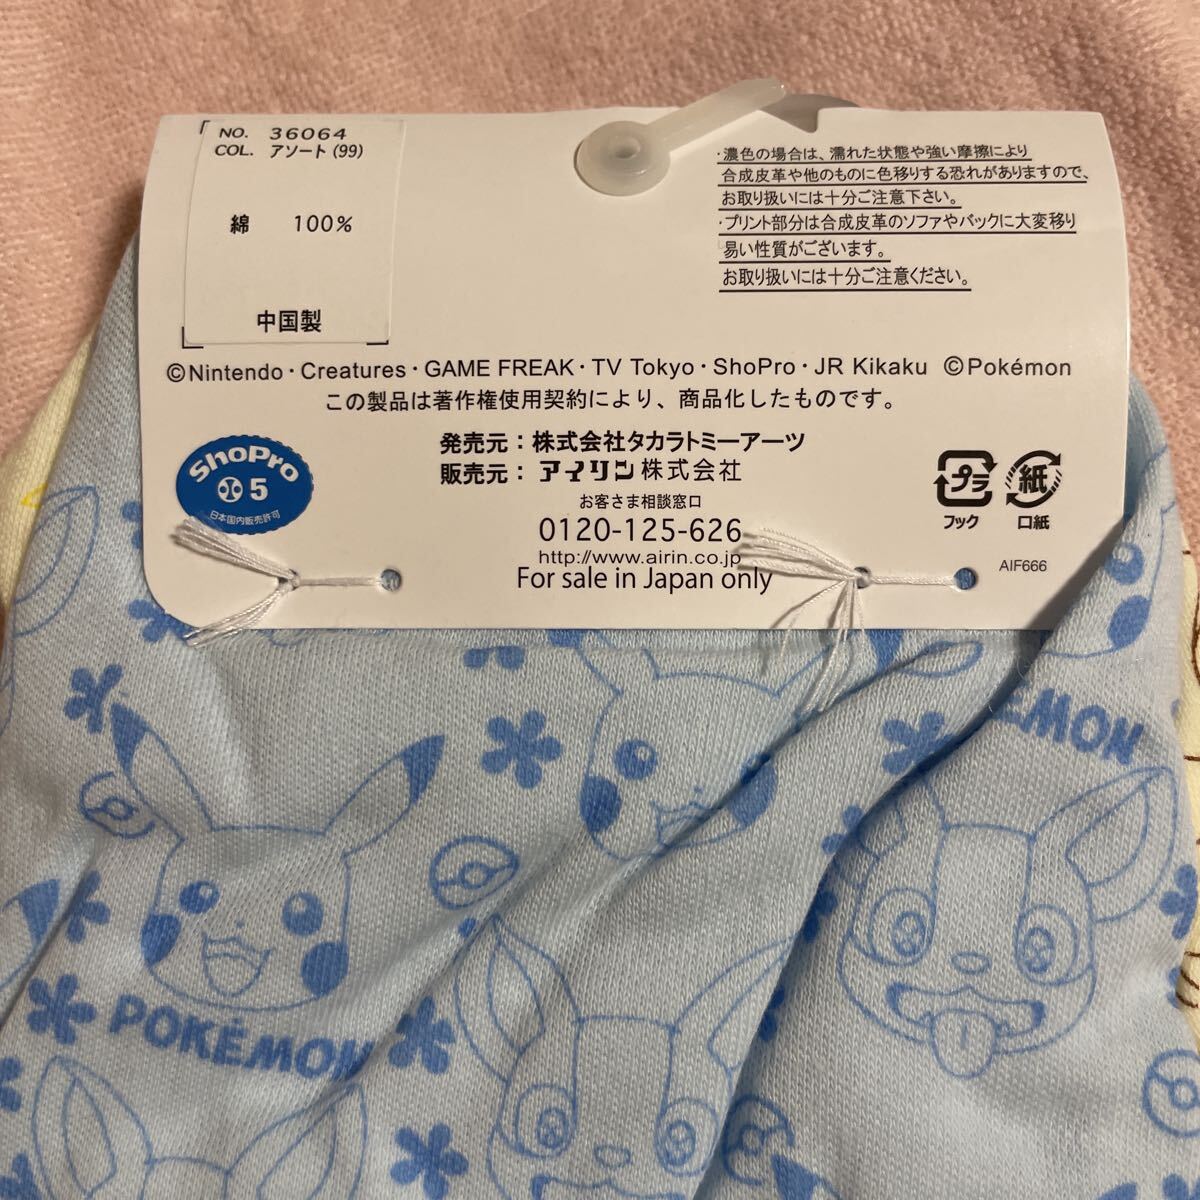 NO. 36064
COL. アソート (99)
綿 100%
中国製
・濃色の場合は、濡れた状態や強い摩擦により
合成皮革や他のものに色移りする恐れがありますので、
お取り扱いには十分ご注意下さい。
・プリント部分は合成皮革のソファやバックに大変移り
易い性質がございます。
お取り扱いには十分ご注意ください。
©Nintendo・Creatures・GAME FREAK・TV Tokyo・ShoPro・JR Kikaku ©Pokémon
この製品は著作権使用契約により、商品化したものです。
発売元：株式会社タカラトミーアーツ
販売元：アイリン株式会社
お客さま相談窓口
0120-125-626
http://www.airin.co.jp
For sale in Japan only
ShoPro
5
日本国内販売許可
プラ
フック
紙
口紙
AIF666
EMON
POKÉMON